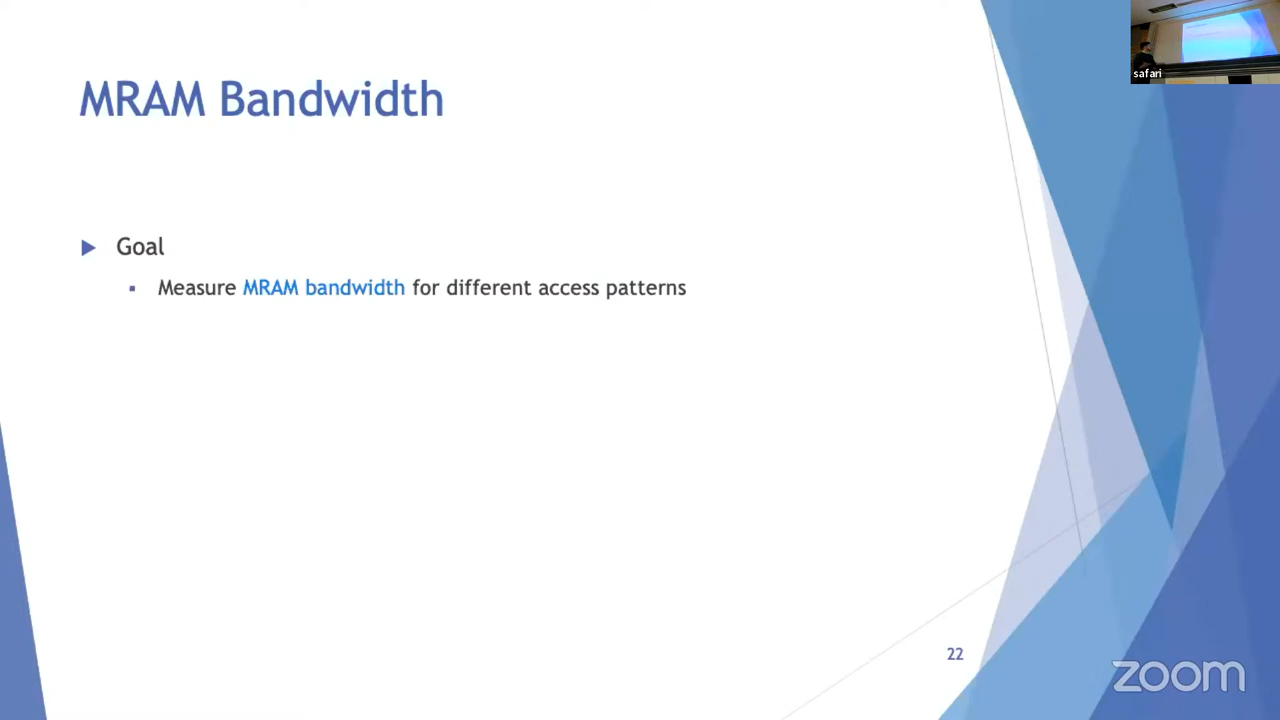 safari
MRAM Bandwidth
Goal
Measure MRAM bandwidth for different access patterns
22
zoom